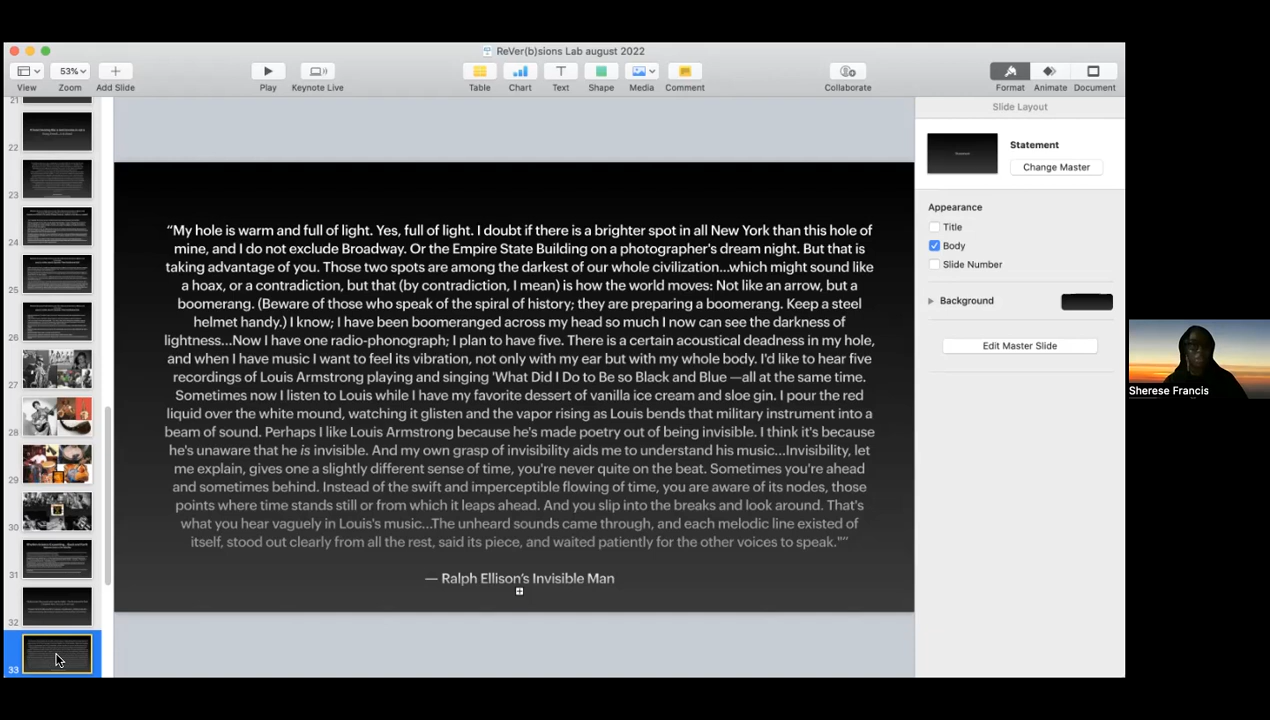 ReVer(b)sions Lab august 2022
53%
View
Zoom
Add Slide
Play
Keynote Live
Table
Chart
Text
Shape
Media
Comment
Collaborate
Format
Animate
Document
21
22
23
24
25
26
27
28
29
30
31
32
33
“My hole is warm and full of light. Yes, full of light. I doubt if there is a brighter spot in all New York than this hole of
mine, and I do not exclude Broadway. Or the Empire State Building on a photographer's dream night. But that is
taking advantage of you. Those two spots are among the darkest of our whole civilization...which might sound like
a hoax, or a contradiction, but that (by contradiction, I mean) is how the world moves: Not like an arrow, but a
boomerang. (Beware of those who speak of the spiral of history; they are preparing a boomerang. Keep a steel
helmet handy.) I know; I have been boomeranged across my head so much I now can see the darkness of
lightness...Now I have one radio-phonograph; I plan to have five. There is a certain acoustical deadness in my hole,
and when I have music I want to feel its vibration, not only with my ear but with my whole body. I'd like to hear five
recordings of Louis Armstrong playing and singing 'What Did I Do to Be so Black and Blue —all at the same time.
Sometimes now I listen to Louis while I have my favorite dessert of vanilla ice cream and sloe gin. I pour the red
liquid over the white mound, watching it glisten and the vapor rising as Louis bends that military instrument into a
beam of sound. Perhaps I like Louis Armstrong because he's made poetry out of being invisible. I think it's because
he's unaware that he is invisible. And my own grasp of invisibility aids me to understand his music...Invisibility, let
me explain, gives one a slightly different sense of time, you're never quite on the beat. Sometimes you're ahead
and sometimes behind. Instead of the swift and imperceptible flowing of time, you are aware of its nodes, those
points where time stands still or from which it leaps ahead. And you slip into the breaks and look around. That's
what you hear vaguely in Louis's music...The unheard sounds came through, and each melodic line existed of
itself, stood out clearly from all the rest, said its piece, and waited patiently for the other voices to speak."“
— Ralph Ellison’s Invisible Man
Slide Layout
Statement
Change Master
Appearance
Title
Body
Slide Number
Background
Edit Master Slide
Sherese Francis